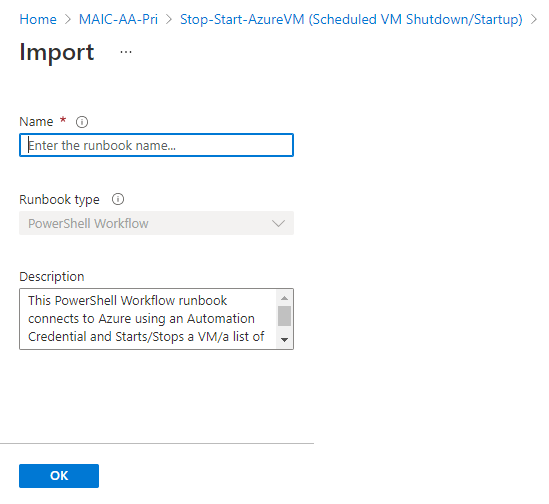 Home > MAIC-AA-Pri > Stop-Start-AzureVM (Scheduled VM Shutdown/Startup) >
Import ...
Name *
Enter the runbook name...
Runbook type
PowerShell Workflow
Description
This PowerShell Workflow runbook
connects to Azure using an Automation
Credential and Starts/Stops a VM/a list of
OK